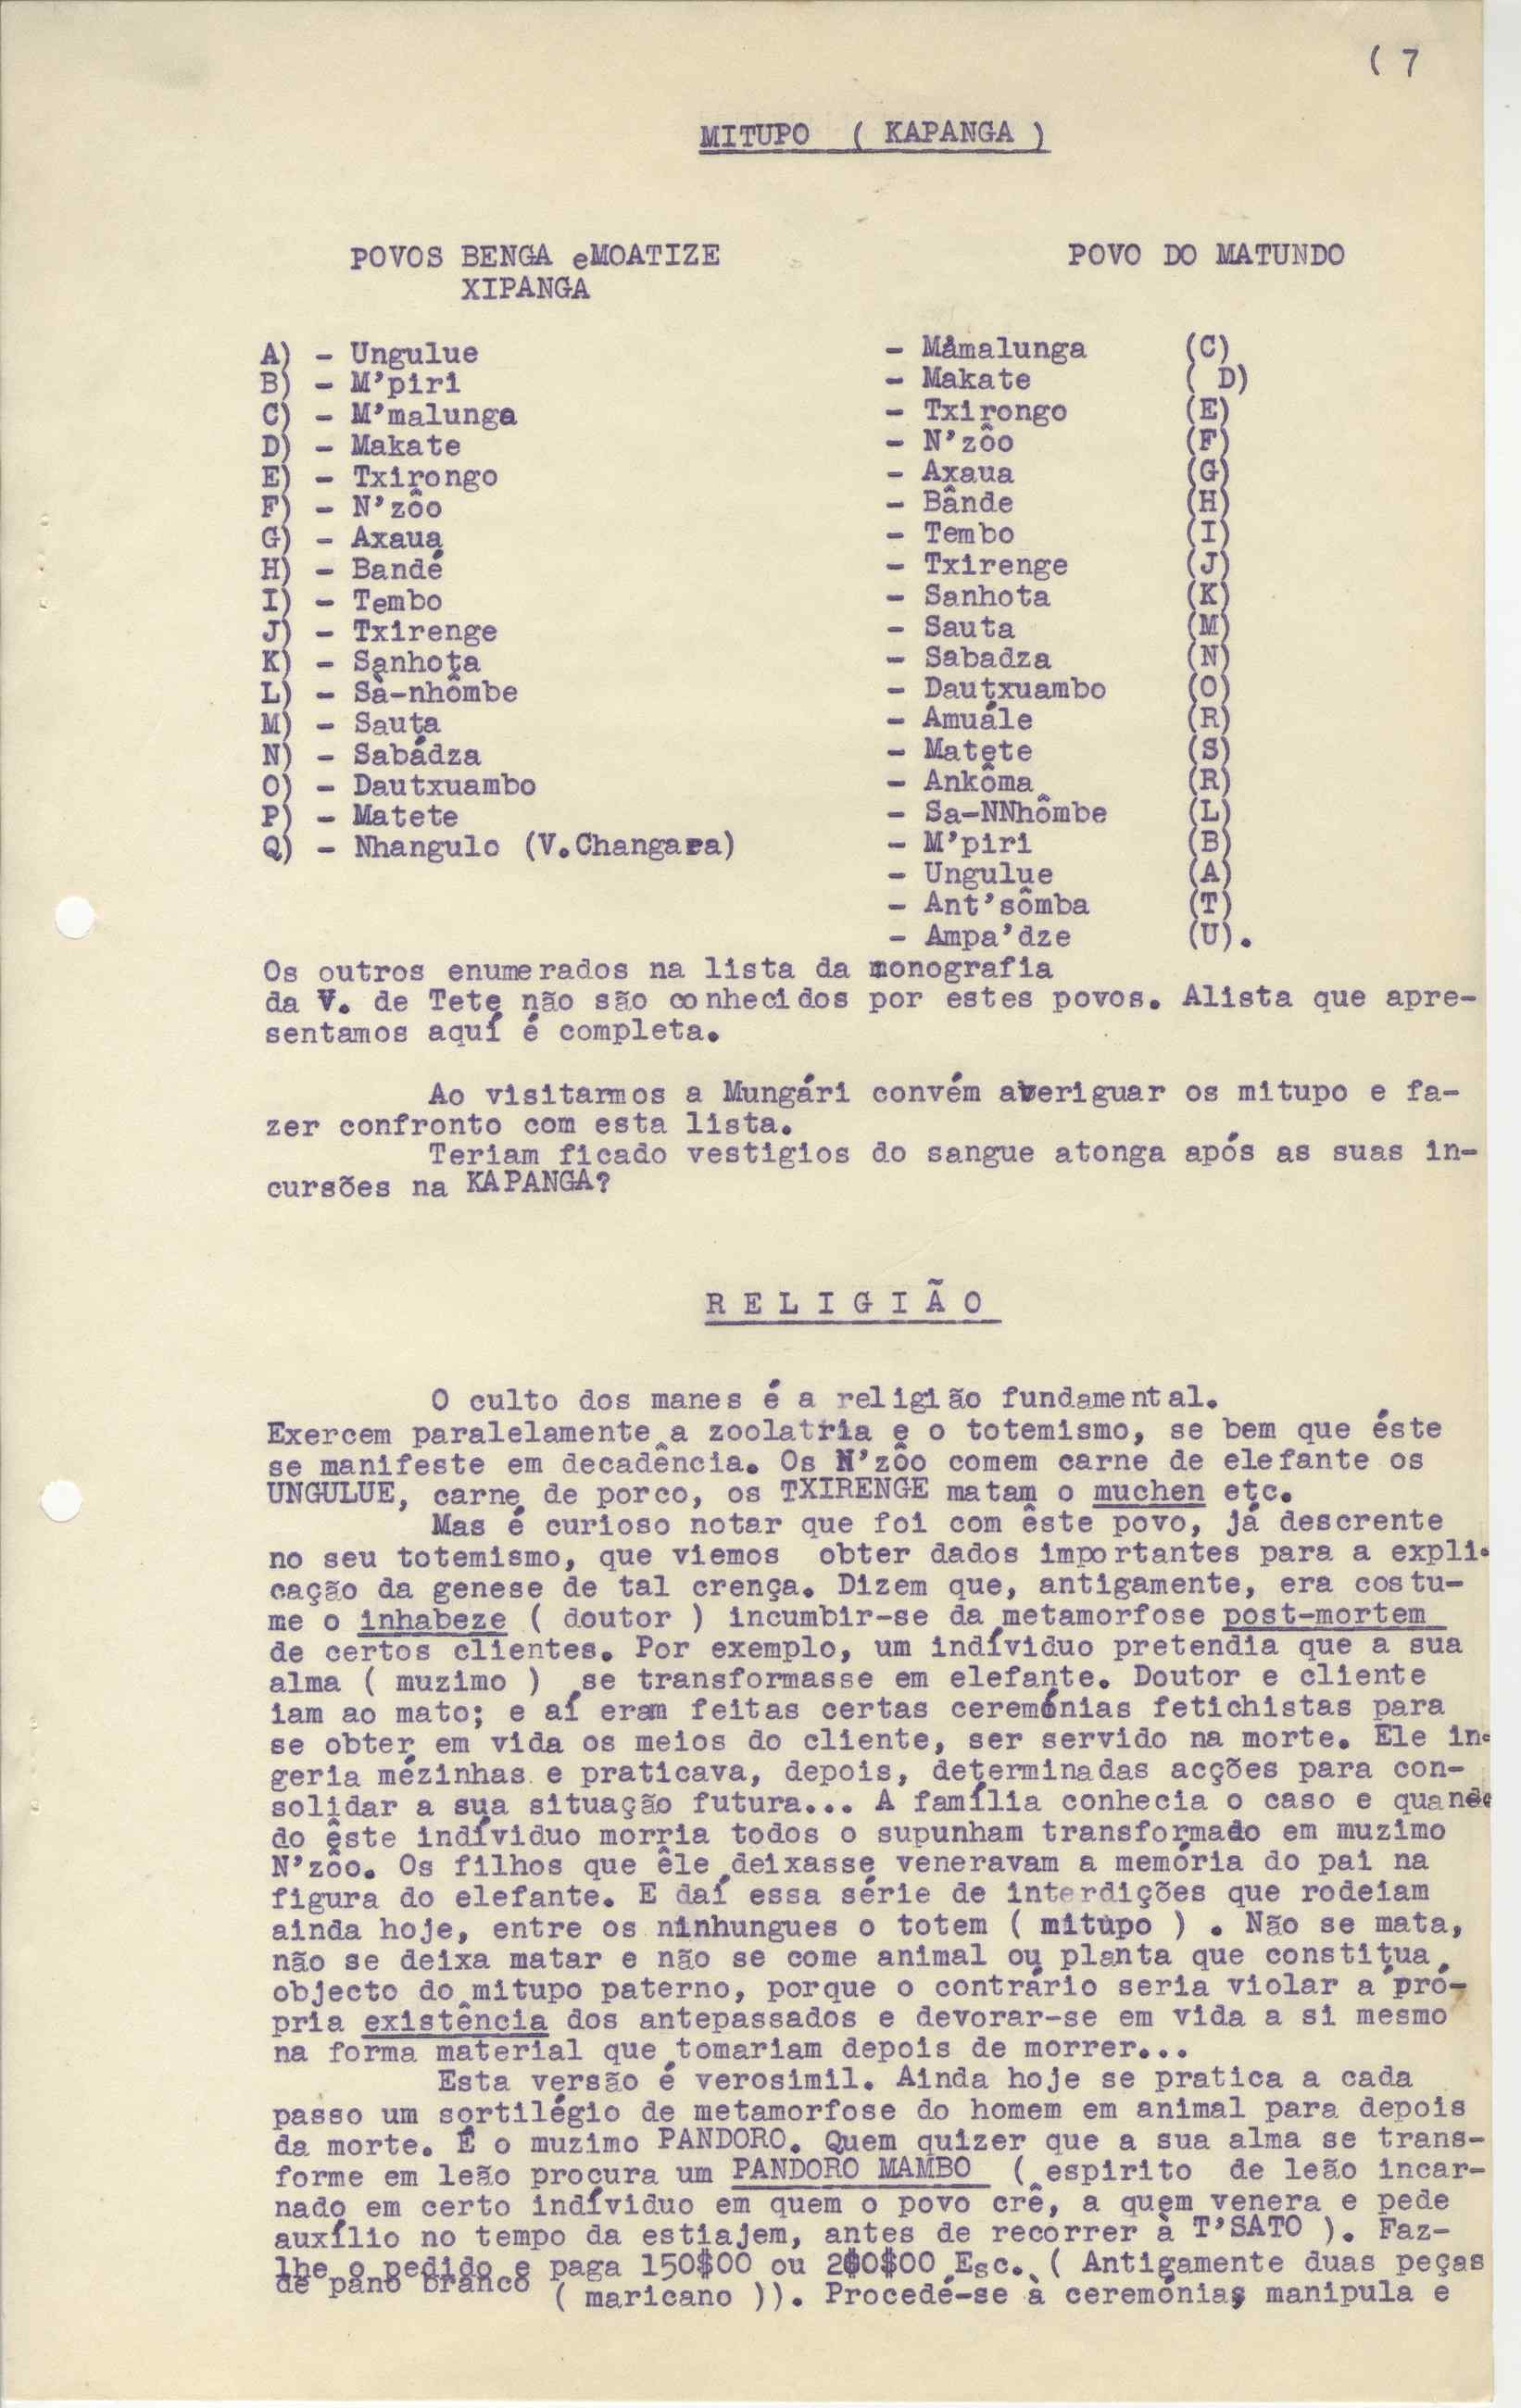 ( 7
MITUPO ( KAPANGA )
POVOS BENGA eMOATIZE
XIPANGA
POVO DO MATUNDO
A) - Ungulue
B) - M'piri
C) - M'malunga
D) - Makate
E) - Txirongo
F) - N'zôo
G) - Axaua
H) - Bandé
I) - Tembo
J) - Txirenge
K) - Sanhota
L) - Sà-nhômbe
M) - Sauta
N) - Sabádza
O) - Dautxuambo
P) - Matete
Q) - Nhangulo (V.Changara)
- Mâmalunga (C)
- Makate ( D)
- Txirongo (E)
- N'zôo (F)
- Axaua (G)
- Bânde (H)
- Tembo (I)
- Txirenge (J)
- Sanhota (K)
- Sauta (M)
- Sabadza (N)
- Dautxuambo (O)
- Amuále (R)
- Matete (S)
- Ankôma (R)
- Sa-NNhômbe (L)
- M'piri (B)
- Ungulue (A)
- Ant'sômba (T)
- Ampa'dze (U).
Os outros enumerados na lista da monografia
da V. de Tete não são conhecidos por estes povos. Alista que apre-
sentamos aquí é completa.
Ao visitarmos a Mungári convém averiguar os mitupo e fa-
zer confronto com esta lista.
Teriam ficado vestigios do sangue atonga após as suas in-
cursões na KAPANGA?
R E L I G I Ã O
O culto dos manes é a religião fundamental.
Exercem paralelamente a zoolatria e o totemismo, se bem que éste
se manifeste em decadência. Os N'zôo comem carne de elefante os
UNGULUE, carne de porco, os TXIRENGE matam o muchen etc.
Mas é curioso notar que foi com êste povo, já descrente
no seu totemismo, que viemos obter dados importantes para a expli-
cação da genese de tal crença. Dizem que, antigamente, era costu-
me o inhabeze ( doutor ) incumbir-se da metamorfose post-mortem
de certos clientes. Por exemplo, um indíviduo pretendia que a sua
alma ( muzimo ) se transformasse em elefante. Doutor e cliente
iam ao mato; e aí eram feitas certas ceremónias fetichistas para
se obter em vida os meios do cliente, ser servido na morte. Ele in-
geria mézinhas e praticava, depois, determinadas acções para con-
solidar a sua situação futura... A família conhecia o caso e quande
do êste indíviduo morria todos o supunham transformado em muzimo
N'zôo. Os filhos que êle deixasse veneravam a memória do pai na
figura do elefante. E daí essa série de interdições que rodeiam
ainda hoje, entre os ninhungues o totem ( mitupo ) . Não se mata,
não se deixa matar e não se come animal ou planta que constitua
objecto do mitupo paterno, porque o contrário seria violar a pró-
pria existência dos antepassados e devorar-se em vida a si mesmo
na forma material que tomariam depois de morrer...
Esta versão é verosimil. Ainda hoje se pratica a cada
passo um sortilégio de metamorfose do homem em animal para depois
da morte. É o muzimo PANDORO. Quem quizer que a sua alma se trans-
forme em leão procura um PANDORO MAMBO ( espirito de leão incar-
nado em certo indíviduo em quem o povo crê, a quem venera e pede
auxílio no tempo da estiajem, antes de recorrer à T'SATO ). Faz-
lhe o pedido e paga 150$00 ou 200$00 Esc. ( Antigamente duas peças
de pano branco ( maricano )). Procedé-se à ceremónia, manipula e